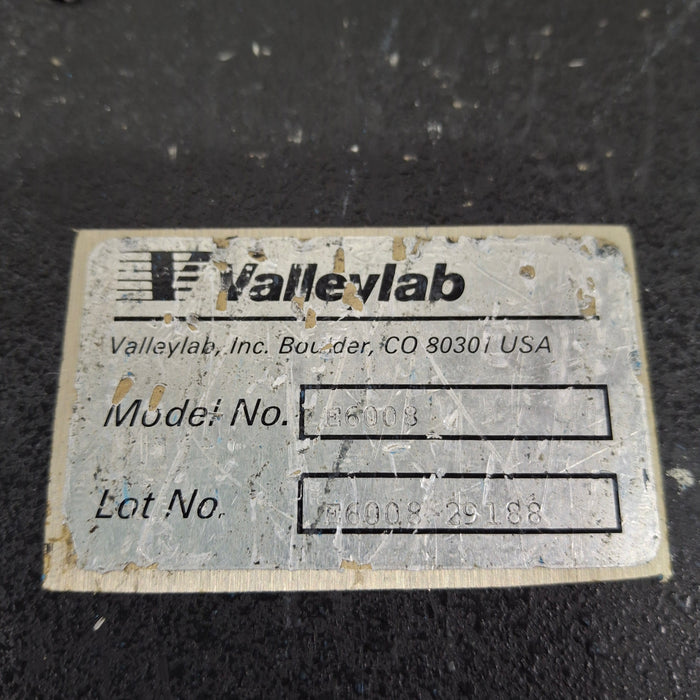 V Valleylab
Valleylab, Inc. Boulder, CO 80301 USA
Model No. E6008
Lot No. E6008 29188